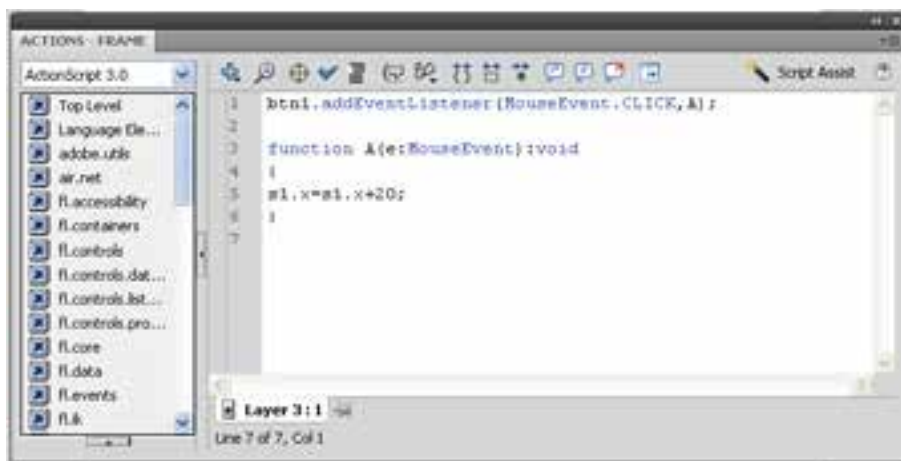 ACTIONS - FRAME
ActionScript 3.0
Script Assist
Top Level
Language Ele...
adobe.utils
air.net
fl.accessibility
fl.containers
fl.controls
fl.controls.dat...
fl.controls.list...
fl.controls.pro...
fl.core
fl.data
fl.events
fl.ik
1 btn1.addEventListener(MouseEvent.CLICK,A);
2
3 function A(e:MouseEvent):void
4 {
5 m1.x=m1.x+20;
6 }
7
Layer 3 : 1
Line 7 of 7, Col 1